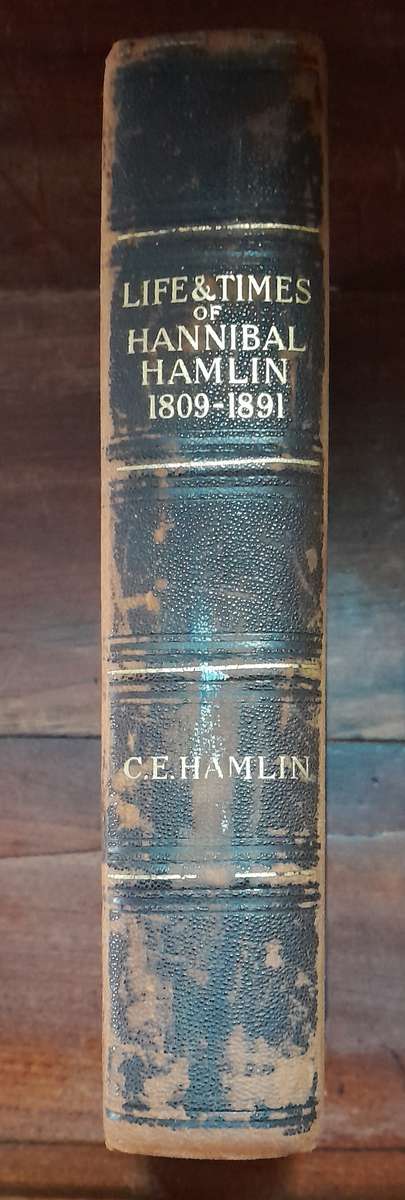 LIFE&TIMES
OF
HANNIBAL
HAMLIN
1809-1891
C.E.HAMLIN